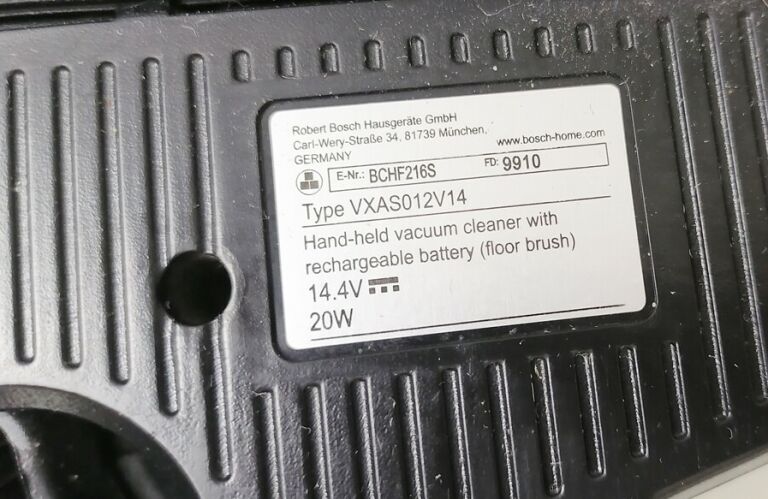 Robert Bosch Hausgeräte GmbH
Carl-Wery-Straße 34, 81739 München,
GERMANY
www.bosch-home.com
E-Nr.: BCHF216S FD: 9910
Type VXAS012V14
Hand-held vacuum cleaner with
rechargeable battery (floor brush)
14.4V
20W